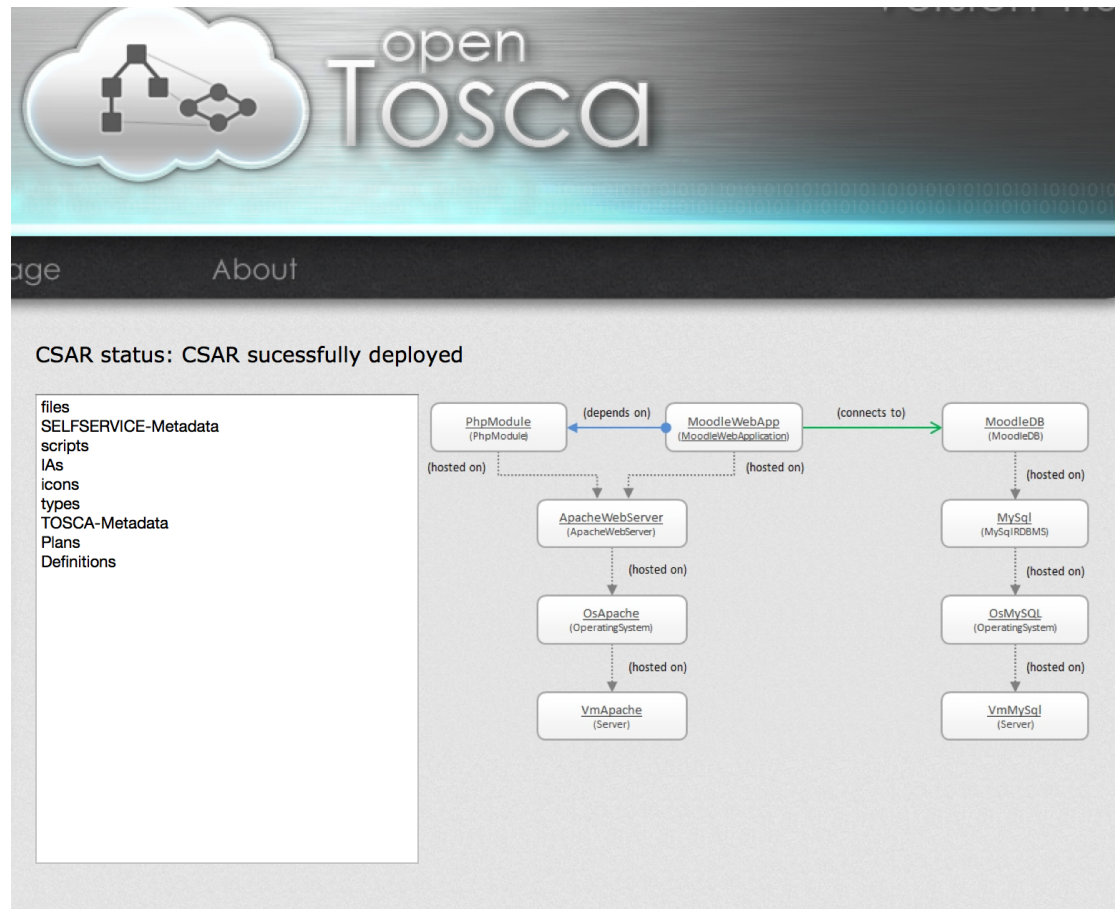 open
Tosca
About
CSAR status: CSAR sucessfully deployed
files
SELFSERVICE-Metadata
scripts
IAs
icons
types
TOSCA-Metadata
Plans
Definitions
PhpModule
(PhpModule)
(depends on)
MoodleWebApp
(MoodleWebApplication)
(connects to)
MoodleDB
(MoodleDB)
(hosted on)
(hosted on)
(hosted on)
ApacheWebServer
(ApacheWebServer)
MySql
(MySqlRDBMS)
(hosted on)
(hosted on)
OsApache
(OperatingSystem)
OsMySQL
(OperatingSystem)
(hosted on)
(hosted on)
VmApache
(Server)
VmMySql
(Server)